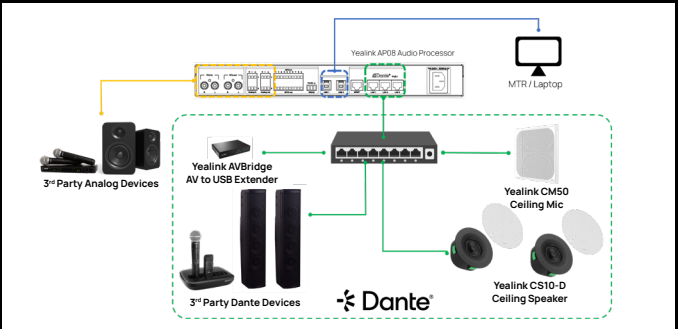 Yealink AP08 Audio Processor
Dante®
MTR / Laptop
Yealink AVBridge
AV to USB Extender
3rd Party Analog Devices
Yealink CM50
Ceiling Mic
3rd Party Dante Devices
Yealink CS10-D
Ceiling Speaker
Dante®